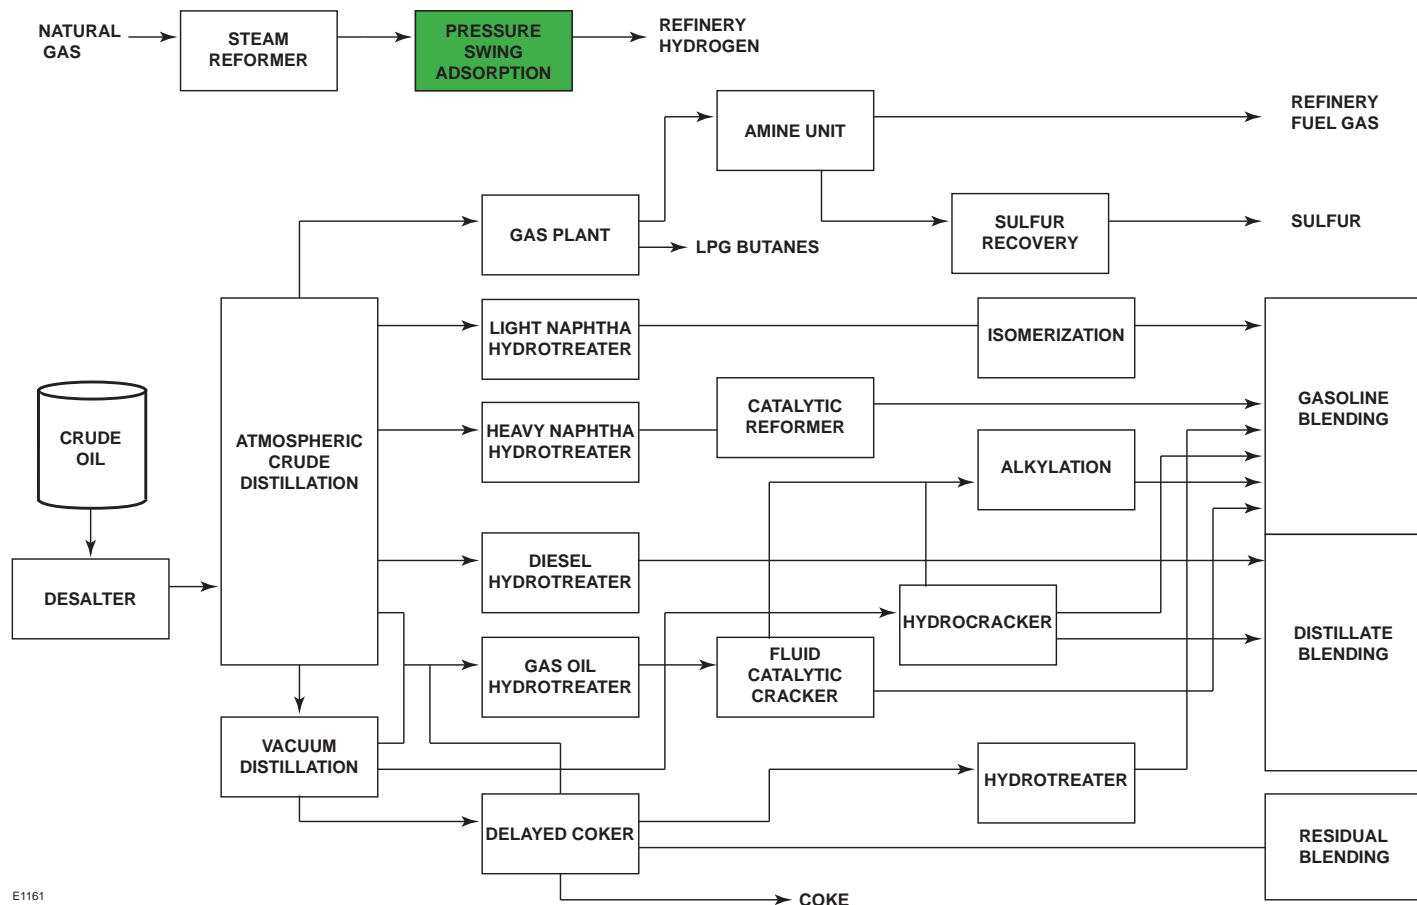 NATURAL
GAS
STEAM
REFORMER
PRESSURE
SWING
ADSORPTION
REFINERY
HYDROGEN
AMINE UNIT
REFINERY
FUEL GAS
GAS PLANT
LPG BUTANES
SULFUR
RECOVERY
SULFUR
LIGHT NAPHTHA
HYDROTREATER
ISOMERIZATION
GASOLINE
BLENDING
CRUDE
OIL
ATMOSPHERIC
CRUDE
DISTILLATION
HEAVY NAPHTHA
HYDROTREATER
CATALYTIC
REFORMER
ALKYLATION
DESALTER
DIESEL
HYDROTREATER
HYDROCRACKER
DISTILLATE
BLENDING
GAS OIL
HYDROTREATER
FLUID
CATALYTIC
CRACKER
VACUUM
DISTILLATION
HYDROTREATER
DELAYED COKER
RESIDUAL
BLENDING
COKE
E1161